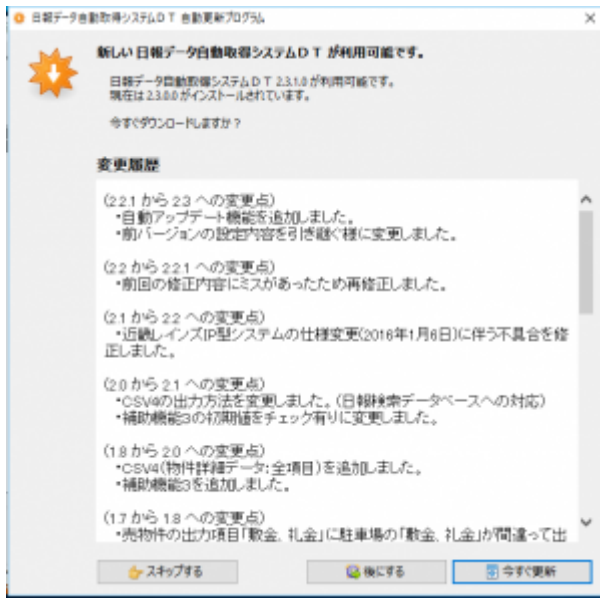 日報データ自動取得システムDT 自動更新プログラム
新しい 日報データ自動取得システムDT が利用可能です。
日報データ自動取得システムDT 2.3.1.0 が利用可能です。
現在は 2.3.0.0 がインストールされています。
今すぐダウンロードしますか?
変更履歴
(2.2.1 から 2.3 への変更点)
・自動アップデート機能を追加しました。
・前バージョンの設定内容を引き継ぐ様に変更しました。
(2.2 から 2.2.1 への変更点)
・前回の修正内容にミスがあったため再修正しました。
(2.1 から 2.2 への変更点)
・近畿レインズIP型システムの仕様変更(2016年1月6日)に伴う不具合を修
正しました。
(2.0 から 2.1 への変更点)
・CSV4の出力方法を変更しました。(日報検索データベースへの対応)
・補助機能3の初期値をチェック有りに変更しました。
(1.8 から 2.0 への変更点)
・CSV4(物件詳細データ:全項目)を追加しました。
・補助機能3を追加しました。
(1.7 から 1.8 への変更点)
・売物件の出力項目「敷金、礼金」に駐車場の「敷金、礼金」が間違って出
スキップする
後にする
今すぐ更新